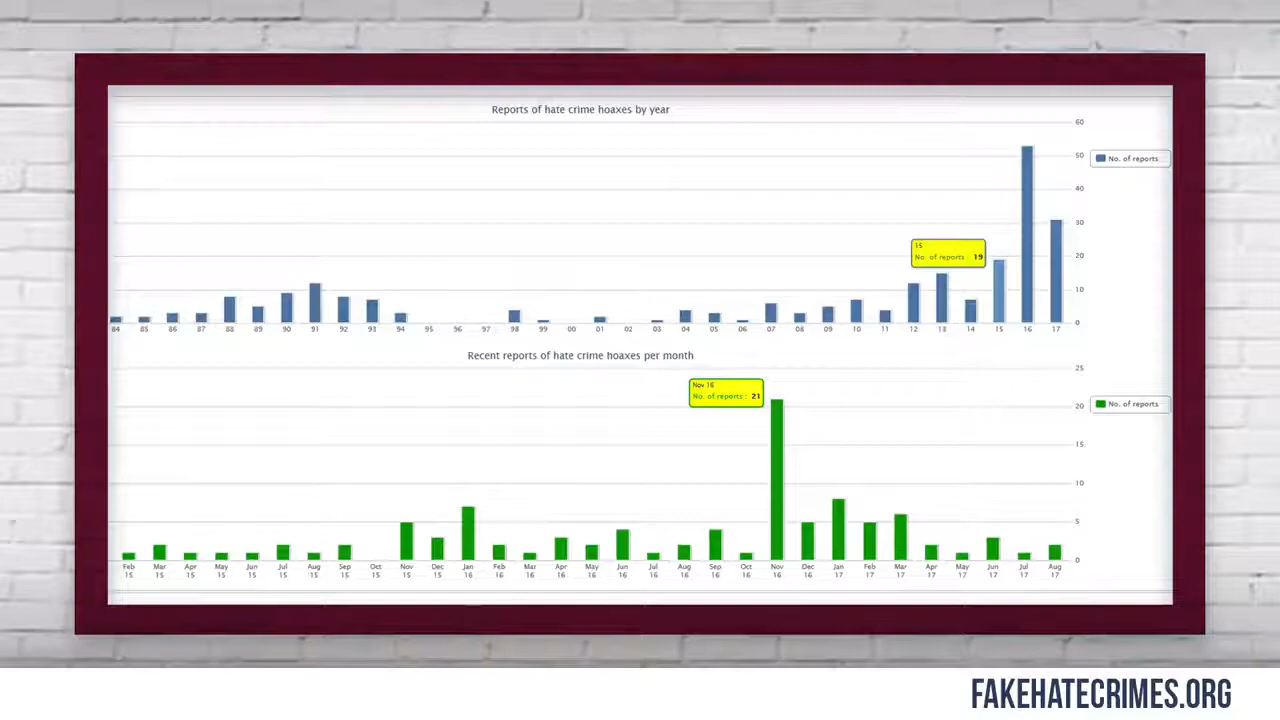 Reports of hate crime hoaxes by year
60
50
No. of reports
40
30
15
No. of reports : 19
20
10
0
84 85 86 87 88 89 90 91 92 93 94 95 96 97 98 99 00 01 02 03 04 05 06 07 08 09 10 11 12 13 14 15 16 17
Recent reports of hate crime hoaxes per month
25
Nov 16
No. of reports : 21
20
No. of reports
15
10
5
0
Feb Mar Apr May Jun Jul Aug Sep Oct Nov Dec Jan Feb Mar Apr May Jun Jul Aug Sep Oct Nov Dec Jan Feb Mar Apr May Jun Jul Aug
15 15 15 15 15 15 15 15 15 15 15 16 16 16 16 16 16 16 16 16 16 16 16 17 17 17 17 17 17 17 17
FAKEHATECRIMES.ORG